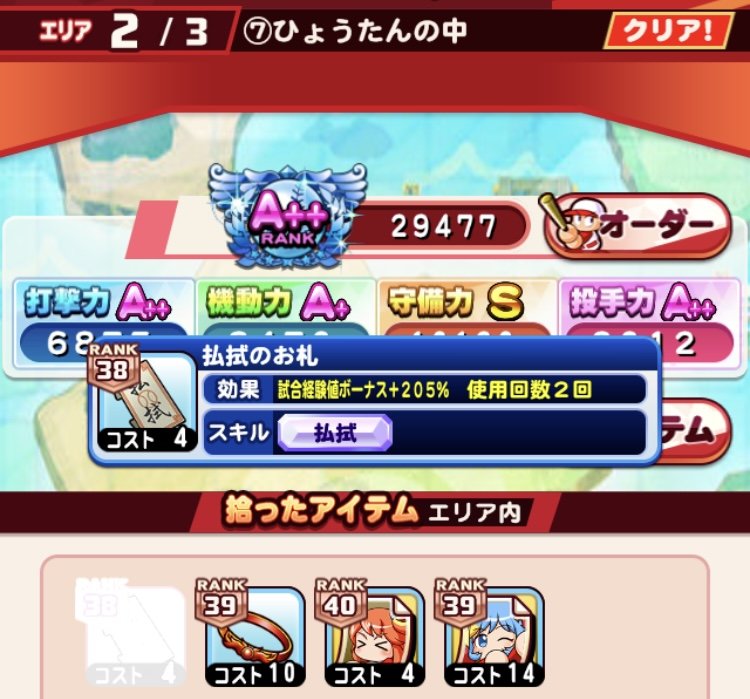 エリア 2 / 3 ⑦ひょうたんの中 クリア!
A++ RANK 29477 オーダー
打撃力 A++ 機動力 A+ 守備力 S 投手力 A++
RANK 38 払拭のお札
効果 試合経験値ボーナス+205% 使用回数2回
スキル 払拭
払拭
コスト 4
テム
拾ったアイテム エリア内
RANK 38 RANK 39 RANK 40 RANK 39
コスト 4 コスト 10 コスト 4 コスト 14